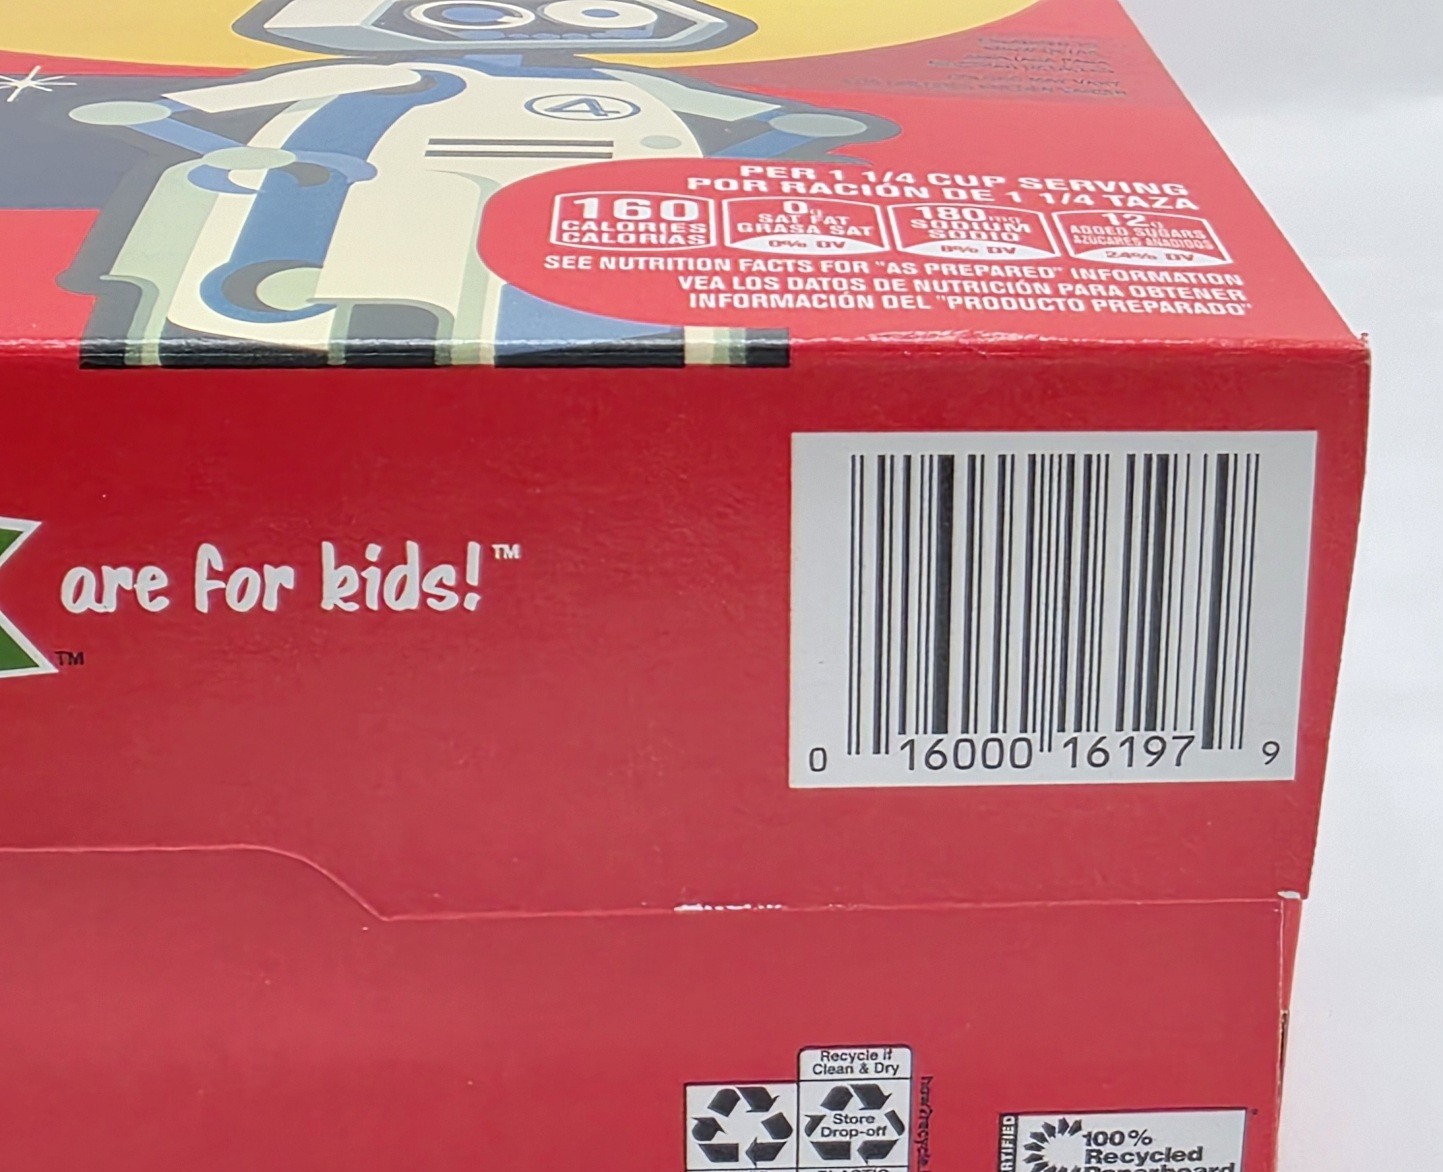 4
PER 1 1/4 CUP SERVING
POR RACIÓN DE 1 1/4 TAZA
160
CALORIES
CALORÍAS
0g
SAT FAT
GRASA SAT
0% DV
180mg
SODIUM
SODIO
8% DV
12g
ADDED SUGARS
AZÚCARES AÑADIDOS
24% DV
SEE NUTRITION FACTS FOR "AS PREPARED" INFORMATION
VEA LOS DATOS DE NUTRICIÓN PARA OBTENER
INFORMACIÓN DEL "PRODUCTO PREPARADO"
are for kids!™
TM
0 16000 16197 9
Recycle if
Clean & Dry
Store
Drop-off
100%
Recycled